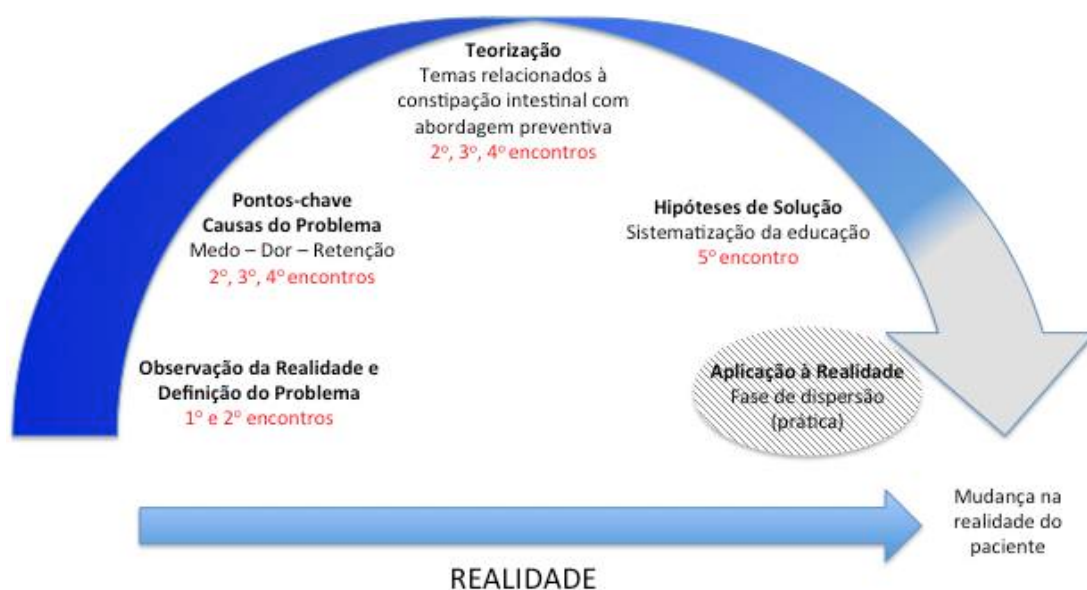 Teorização
Temas relacionados à
constipação intestinal com
abordagem preventiva
2º, 3º, 4º encontros
Pontos-chave
Causas do Problema
Medo – Dor – Retenção
2º, 3º, 4º encontros
Hipóteses de Solução
Sistematização da educação
5º encontro
Observação da Realidade e
Definição do Problema
1º e 2º encontros
Aplicação à Realidade
Fase de dispersão
(prática)
Mudança na
realidade do
paciente
REALIDADE